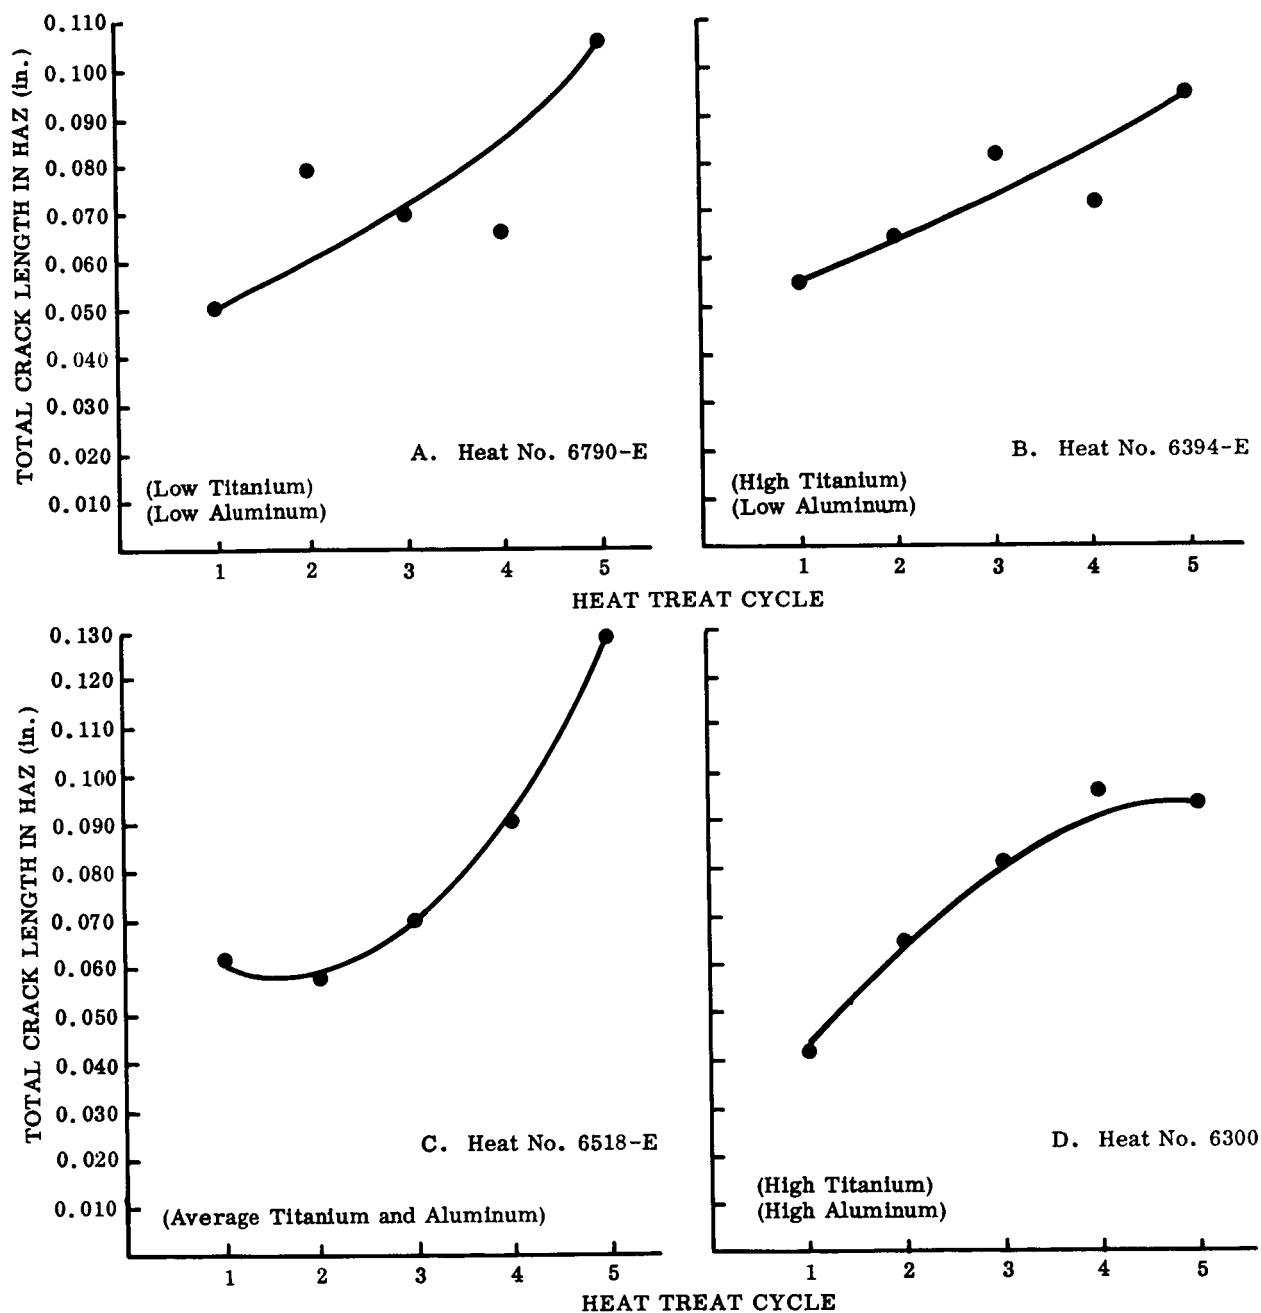 TOTAL CRACK LENGTH IN HAZ (in.)
0.110
0.100
0.090
0.080
0.070
0.060
0.050
0.040
0.030
0.020
0.010
A. Heat No. 6790-E
(Low Titanium)
(Low Aluminum)
1 2 3 4 5
B. Heat No. 6394-E
(High Titanium)
(Low Aluminum)
1 2 3 4 5
HEAT TREAT CYCLE
TOTAL CRACK LENGTH IN HAZ (in.)
0.130
0.120
0.110
0.100
0.090
0.080
0.070
0.060
0.050
0.040
0.030
0.020
0.010
C. Heat No. 6518-E
(Average Titanium and Aluminum)
1 2 3 4 5
D. Heat No. 6300
(High Titanium)
(High Aluminum)
1 2 3 4 5
HEAT TREAT CYCLE